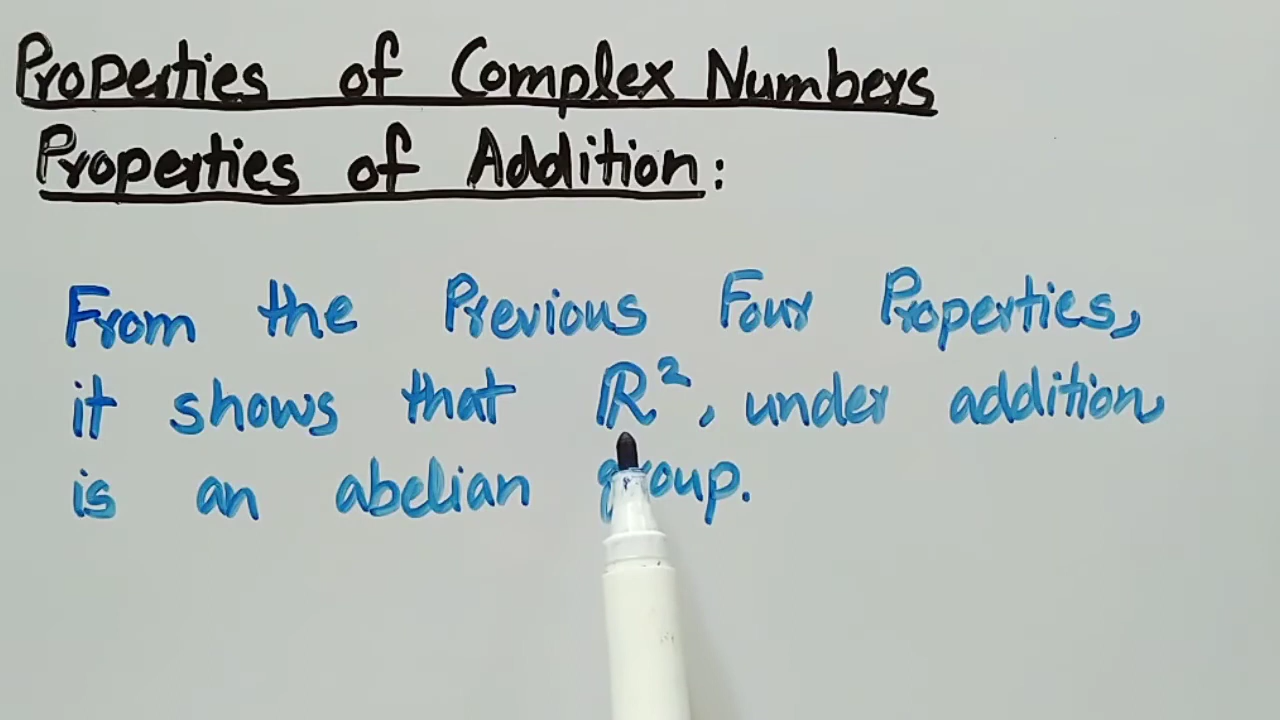 Properties of Complex Numbers
Properties of Addition:
From the Previous Four Properties,
it shows that ℝ², under addition,
is an abelian group.